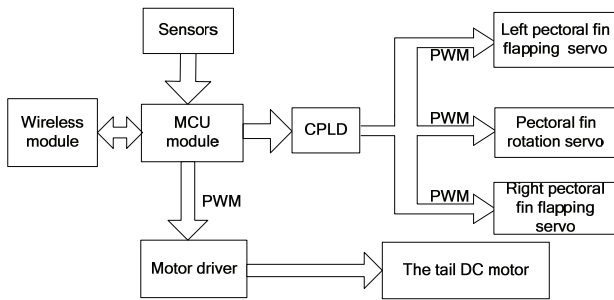 Sensors
Left pectoral fin
flapping servo
PWM
Wireless
module
MCU
module
CPLD
PWM
Pectoral fin
rotation servo
PWM
PWM
Right pectoral
fin flapping
servo
Motor driver
The tail DC motor